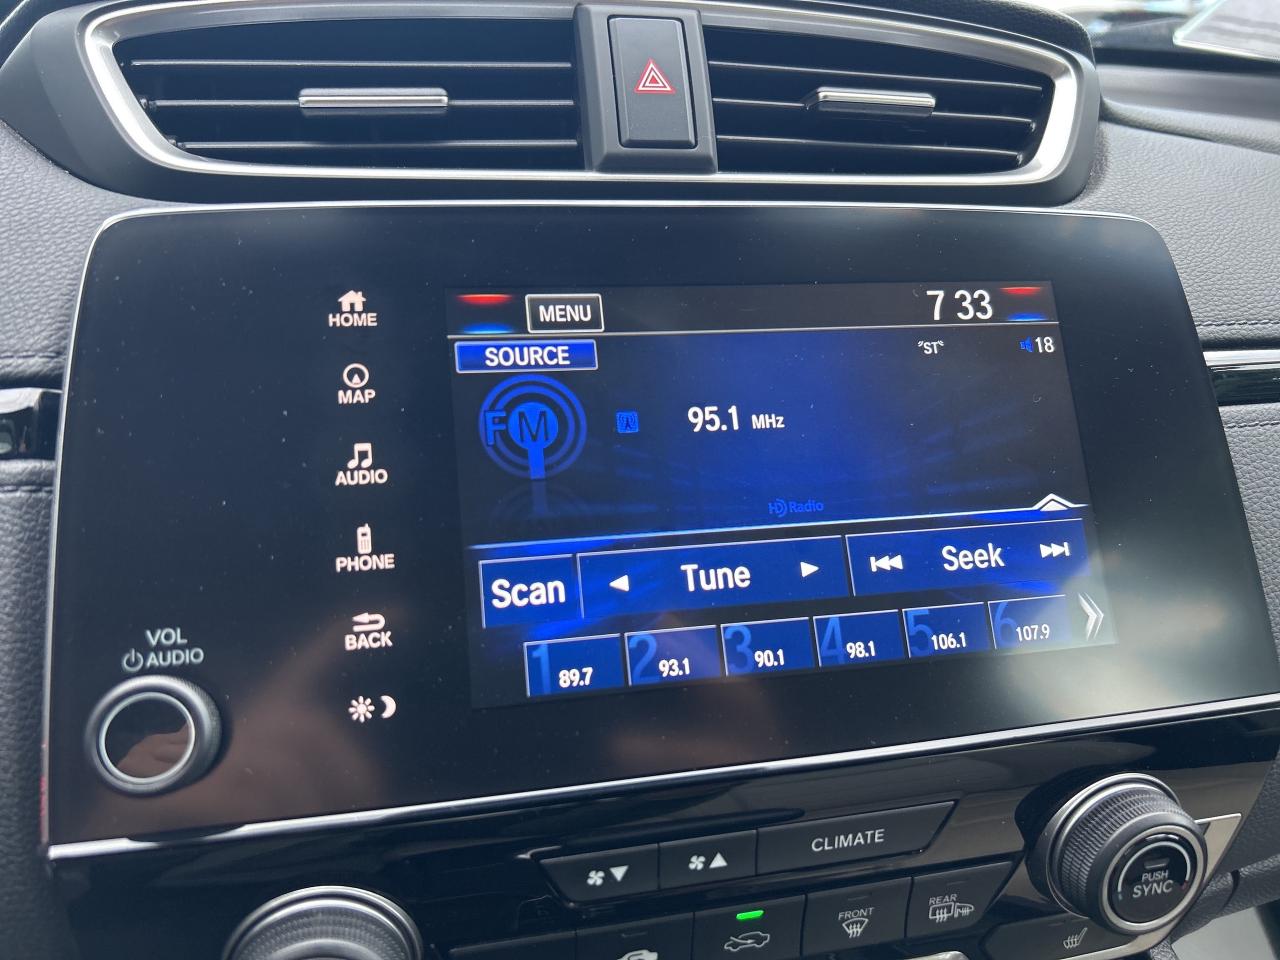 HOME
MAP
AUDIO
PHONE
BACK
VOL
AUDIO
MENU
7 33
SOURCE
"ST"
18
FM
95.1 MHz
HD Radio
Scan
Tune
Seek
1 89.7
2 93.1
3 90.1
4 98.1
5 106.1
6 107.9
CLIMATE
FRONT
REAR
PUSH
SYNC